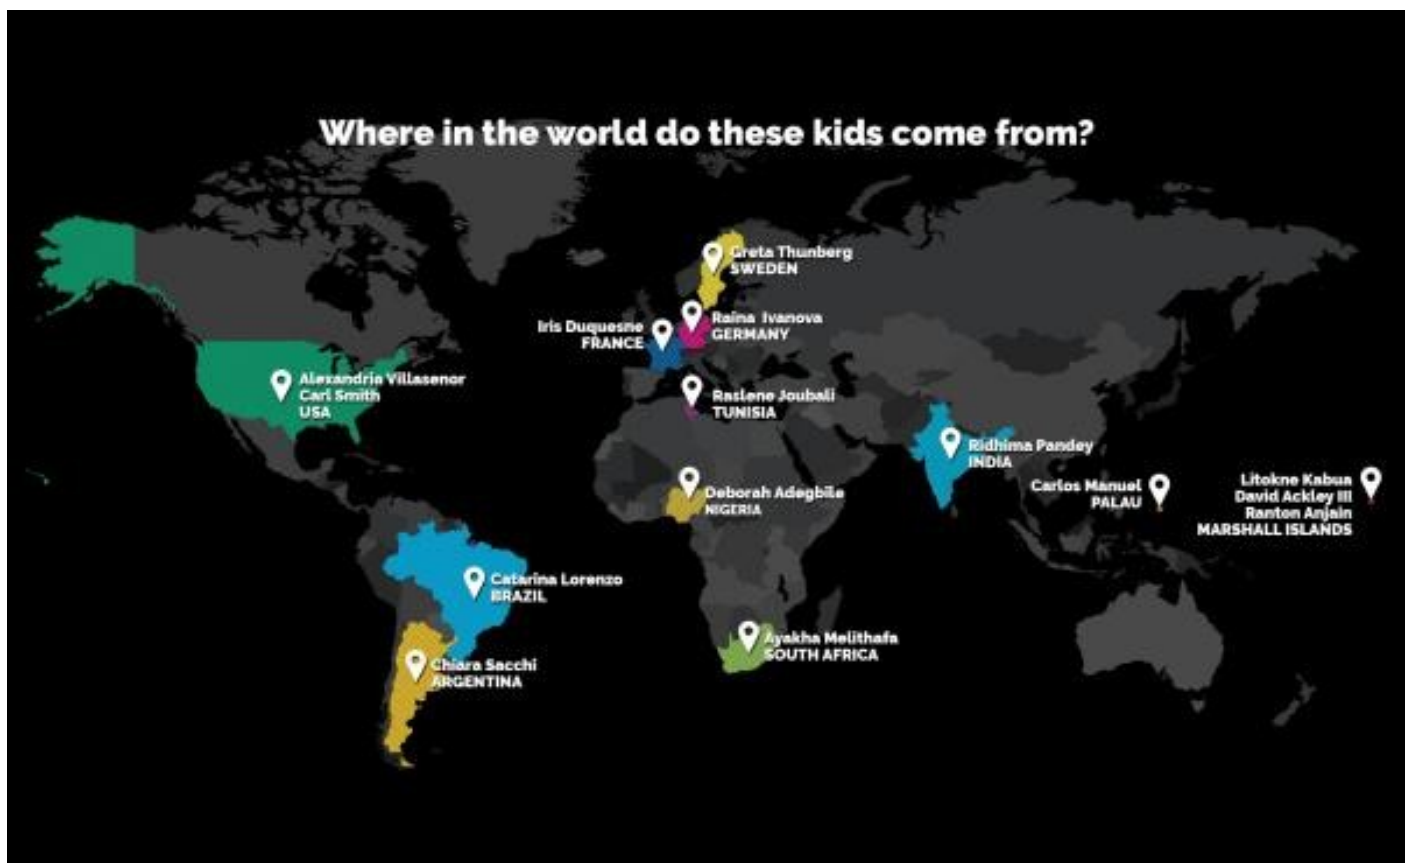 Where in the world do these kids come from?
Greta Thunberg
SWEDEN
Raina Ivanova
GERMANY
Iris Duquesne
FRANCE
Alexandria Villasenor
Carl Smith
USA
Raslene Joubali
TUNISIA
Ridhima Pandey
INDIA
Deborah Adegbile
NIGERIA
Carlos Manuel
PALAU
Litokne Kabua
David Ackley III
Ranton Anjain
MARSHALL ISLANDS
Catarina Lorenzo
BRAZIL
Ayakha Melithafa
SOUTH AFRICA
Chiara Sacchi
ARGENTINA